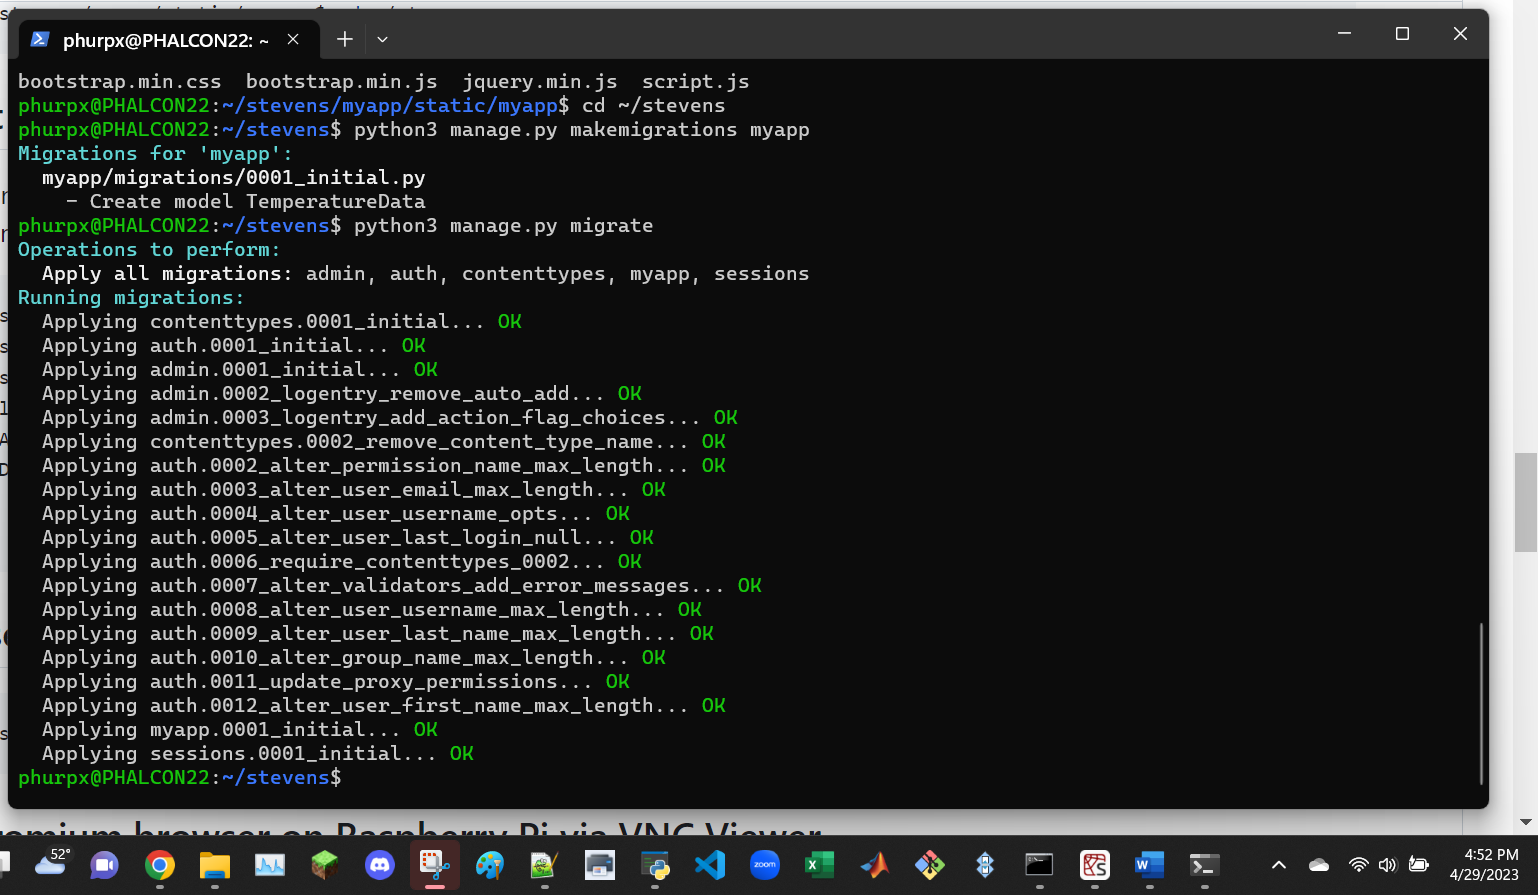 phurpx@PHALCON22: ~
bootstrap.min.css  bootstrap.min.js  jquery.min.js  script.js
phurpx@PHALCON22:~/stevens/myapp/static/myapp$ cd ~/stevens
phurpx@PHALCON22:~/stevens$ python3 manage.py makemigrations myapp
Migrations for 'myapp':
  myapp/migrations/0001_initial.py
    - Create model TemperatureData
phurpx@PHALCON22:~/stevens$ python3 manage.py migrate
Operations to perform:
  Apply all migrations: admin, auth, contenttypes, myapp, sessions
Running migrations:
  Applying contenttypes.0001_initial... OK
  Applying auth.0001_initial... OK
  Applying admin.0001_initial... OK
  Applying admin.0002_logentry_remove_auto_add... OK
  Applying admin.0003_logentry_add_action_flag_choices... OK
  Applying contenttypes.0002_remove_content_type_name... OK
  Applying auth.0002_alter_permission_name_max_length... OK
  Applying auth.0003_alter_user_email_max_length... OK
  Applying auth.0004_alter_user_username_opts... OK
  Applying auth.0005_alter_user_last_login_null... OK
  Applying auth.0006_require_contenttypes_0002... OK
  Applying auth.0007_alter_validators_add_error_messages... OK
  Applying auth.0008_alter_user_username_max_length... OK
  Applying auth.0009_alter_user_last_name_max_length... OK
  Applying auth.0010_alter_group_name_max_length... OK
  Applying auth.0011_update_proxy_permissions... OK
  Applying auth.0012_alter_user_first_name_max_length... OK
  Applying myapp.0001_initial... OK
  Applying sessions.0001_initial... OK
phurpx@PHALCON22:~/stevens$
browser on Raspberry Pi via VNC Viewer
52°
zoom
4:52 PM
4/29/2023